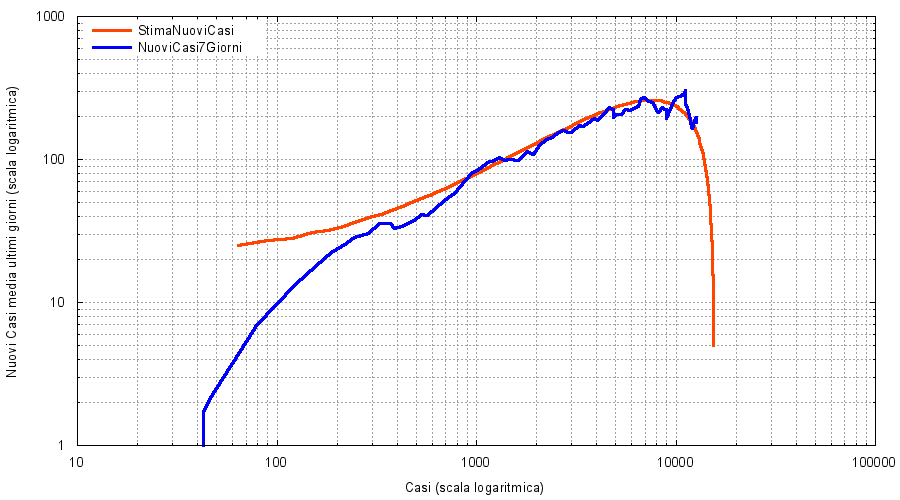 1000
StimaNuoviCasi
NuoviCasi7Giorni
100
10
1
10
100
1000
10000
100000
Nuovi Casi media ultimi giorni (scala logaritmica)
Casi (scala logaritmica)